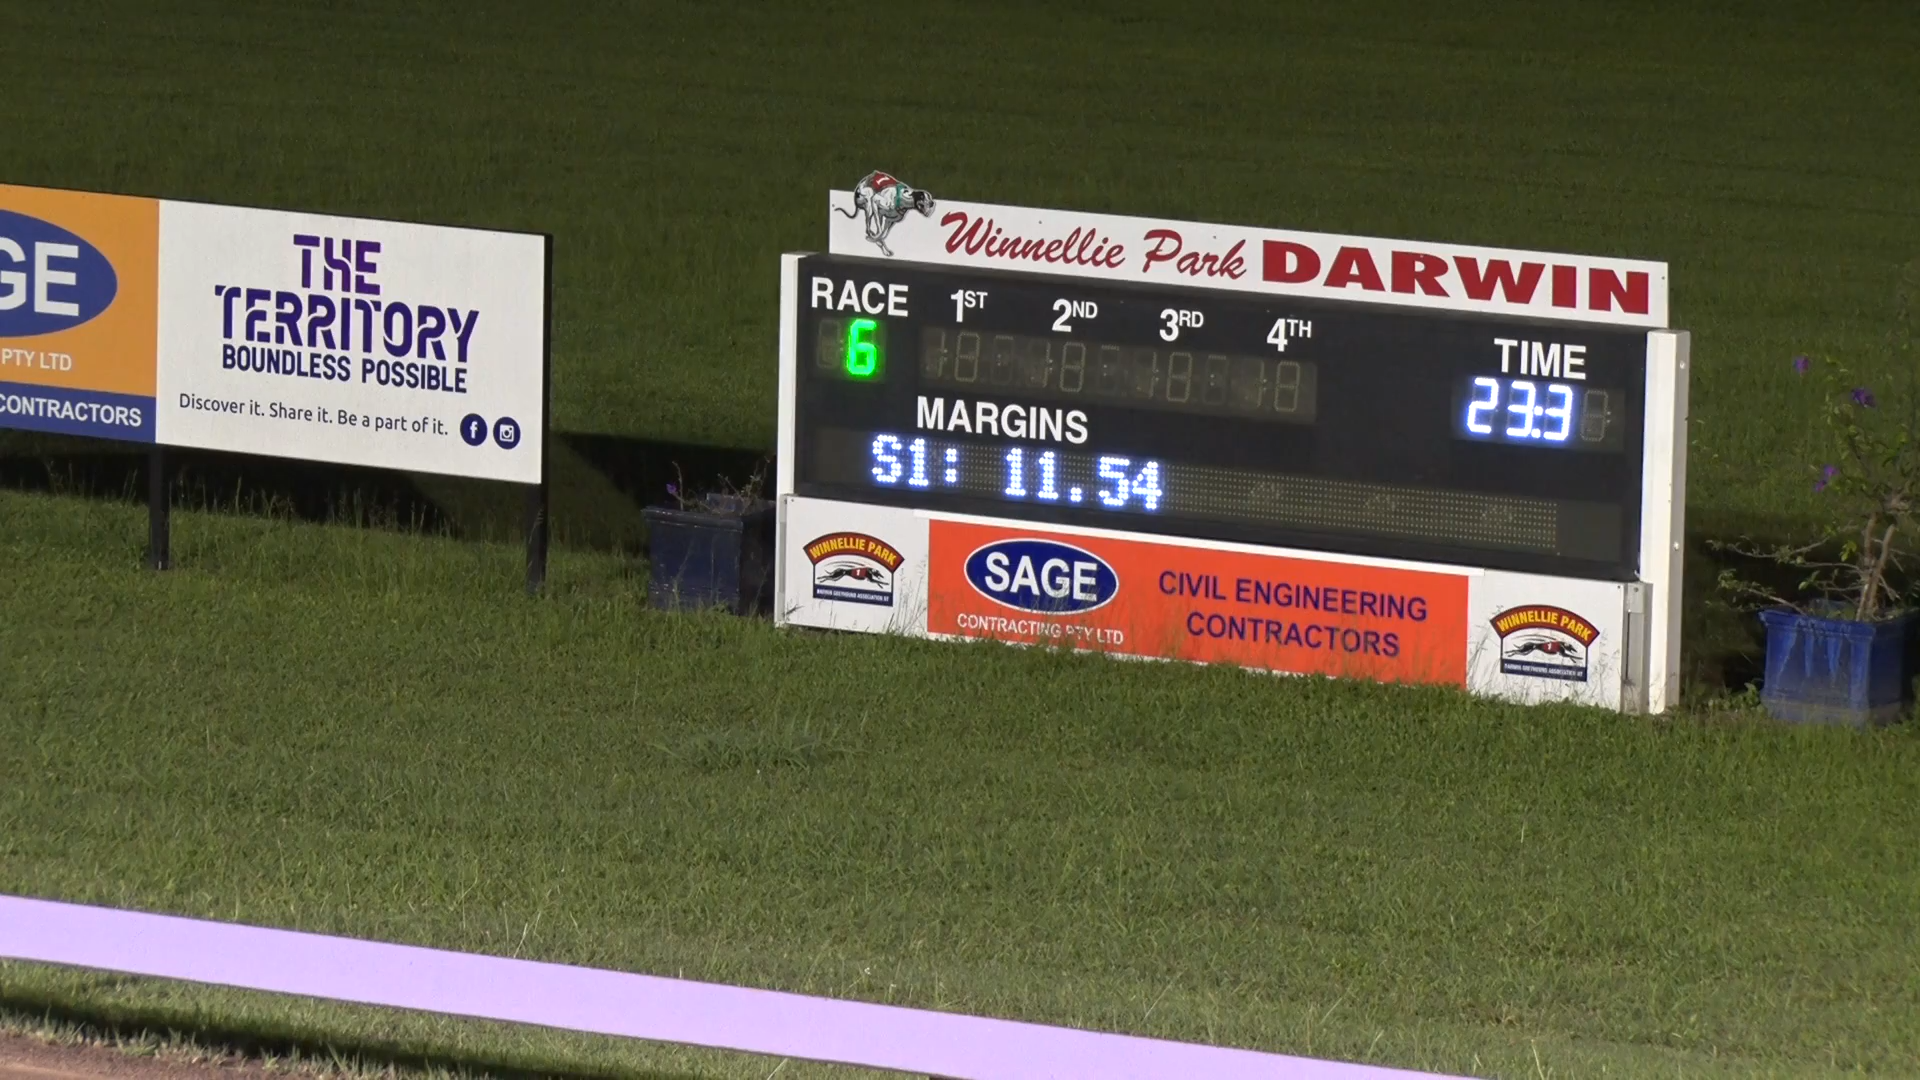 GE
PTY LTD
CONTRACTORS
THE
TERRITORY
BOUNDLESS POSSIBLE
Discover it. Share it. Be a part of it.
Winnellie Park DARWIN
RACE 1ST 2ND 3RD 4TH TIME
6 23:3
MARGINS
S1: 11.54
WINNELLIE PARK
SAGE
CONTRACTING PTY LTD
CIVIL ENGINEERING
CONTRACTORS
WINNELLIE PARK